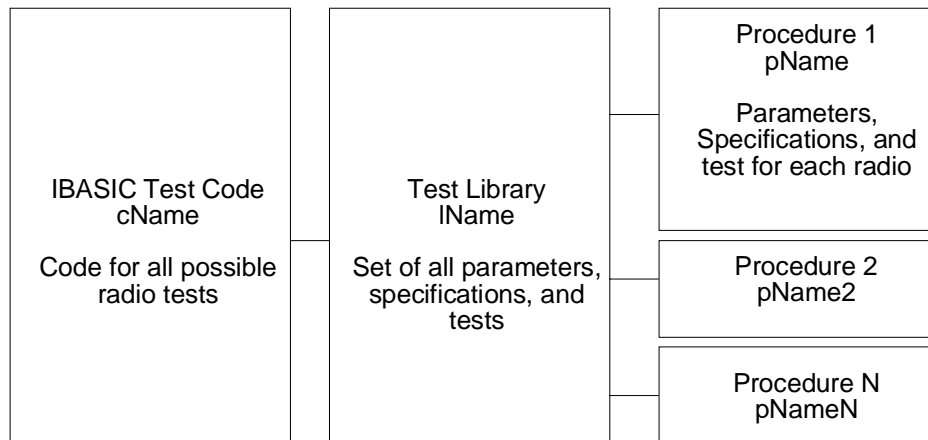 IBASIC Test Code
cName
Code for all possible
radio tests
Test Library
lName
Set of all parameters,
specifications, and
tests
Procedure 1
pName
Parameters,
Specifications, and
test for each radio
Procedure 2
pName2
Procedure N
pNameN